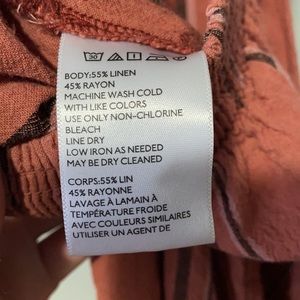 BODY:55% LINEN
45% RAYON
MACHINE WASH COLD
WITH LIKE COLORS
USE ONLY NON-CHLORINE
BLEACH
LINE DRY
LOW IRON AS NEEDED
MAY BE DRY CLEANED
CORPS:55% LIN
45% RAYONNE
LAVAGE À LAMAIN À
TEMPÉRATURE FROIDE
AVEC COULEURS SIMILAIRES
UTILISER UN AGENT DE